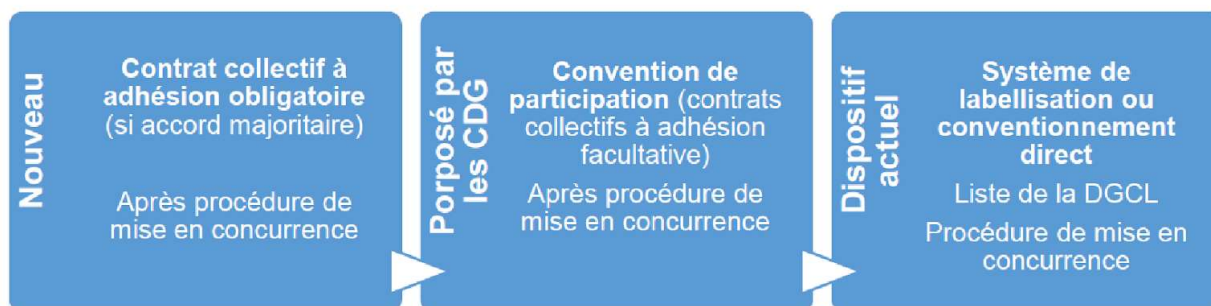 Nouveau
Contrat collectif à
adhésion obligatoire
(si accord majoritaire)
Après procédure de
mise en concurrence
Porposé par
les CDG
Convention de
participation (contrats
collectifs à adhésion
facultative)
Après procédure de
mise en concurrence
Dispositif
actuel
Système de
labellisation ou
conventionnement
direct
Liste de la DGCL
Procédure de mise en
concurrence